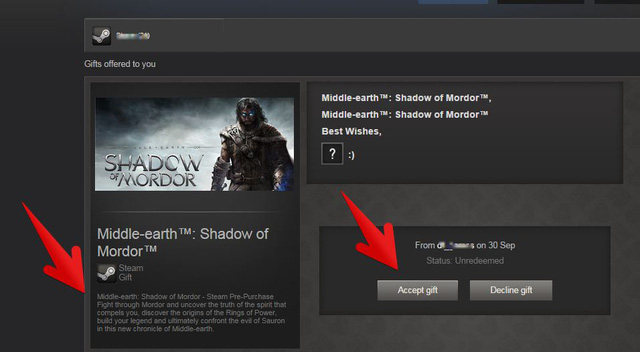 Gifts offered to you
MIDDLE-EARTH
SHADOW
OF MORDOR
Middle-earth™: Shadow of
Mordor™
Steam
Gift
Middle-earth: Shadow of Mordor - Steam Pre-Purchase
Fight through Mordor and uncover the truth of the spirit that
compels you, discover the origins of the Rings of Power,
build your legend and ultimately confront the evil of Sauron
in this new chronicle of Middle-earth.
Middle-earth™: Shadow of Mordor™,
Middle-earth™: Shadow of Mordor™
Best Wishes,
? :)
From on 30 Sep
Status: Unredeemed
Accept gift Decline gift